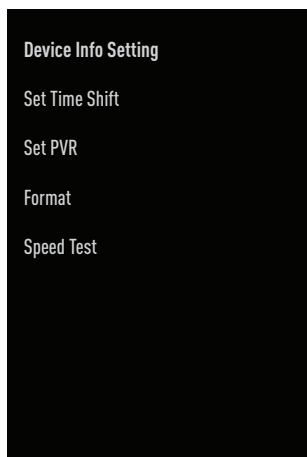 Device Info Setting
Set Time Shift
Set PVR
Format
Speed Test